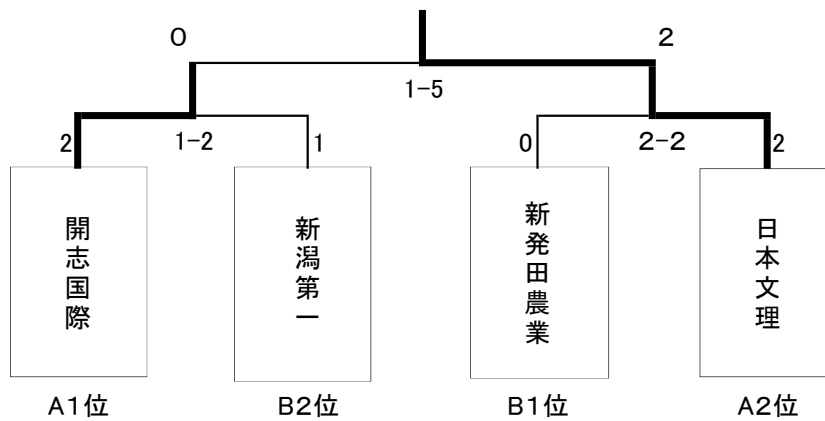 ０
２
1-5
2
1-2
1
0
２-２
2
開志国際
新潟第一
新発田農業
日本文理
Ａ１位
Ｂ２位
Ｂ１位
Ａ２位